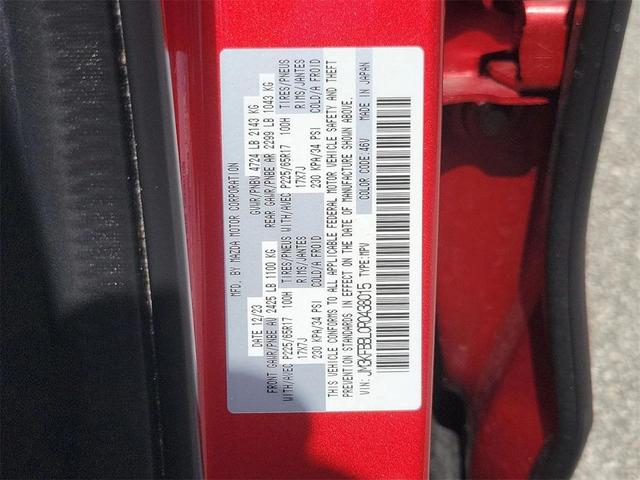 MFD. BY MAZDA MOTOR CORPORATION
DATE 12/23 GVWR/PNBV 4724 LB 2143 KG
FRONT GAWR/PNBE AV 2425 LB 1100 KG REAR GAWR/PNBE AR 2299 LB 1043 KG
WITH/AVEC P225/65R17 100H TIRES/PNEUS WITH/AVEC P225/65R17 100H TIRES/PNEUS
17X7J RIMS/JANTES 17X7J RIMS/JANTES
230 KPA/34 PSI COLD/A FROID 230 KPA/34 PSI COLD/A FROID
THIS VEHICLE CONFORMS TO ALL APPLICABLE FEDERAL MOTOR VEHICLE SAFETY AND THEFT
PREVENTION STANDARDS IN EFFECT ON THE DATE OF MANUFACTURE SHOWN ABOVE.
VIN: JM3KFBBL0R0438015 TYPE:MPV COLOR CODE:46V MADE IN JAPAN